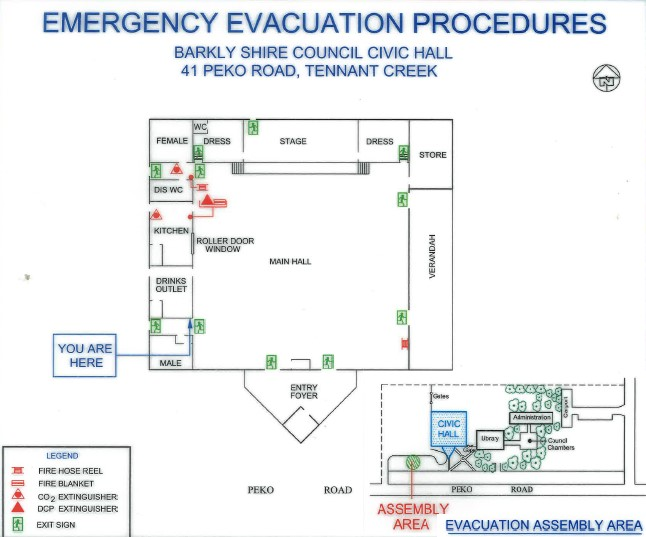 EMERGENCY EVACUATION PROCEDURES
BARKLY SHIRE COUNCIL CIVIC HALL
41 PEKO ROAD, TENNANT CREEK
N
FEMALE
WC
DRESS
STAGE
DRESS
STORE
DIS WC
KITCHEN
ROLLER DOOR
WINDOW
MAIN HALL
VERANDAH
DRINKS
OUTLET
YOU ARE
HERE
MALE
ENTRY
FOYER
Gates
Carport
Administration
CIVIC
HALL
Library
Council
Chambers
LEGEND
FIRE HOSE REEL
FIRE BLANKET
CO2 EXTINGUISHER
DCP EXTINGUISHER
EXIT SIGN
PEKO ROAD
PEKO ROAD
ASSEMBLY
AREA
EVACUATION ASSEMBLY AREA